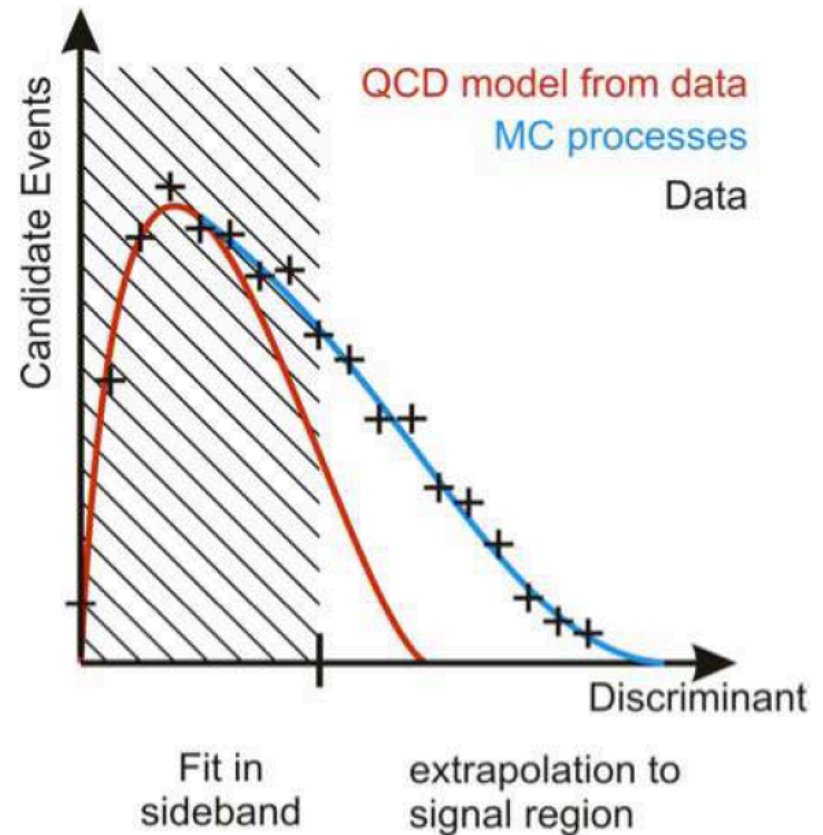 Candidate Events
QCD model from data
MC processes
Data
Discriminant
Fit in
sideband
extrapolation to
signal region